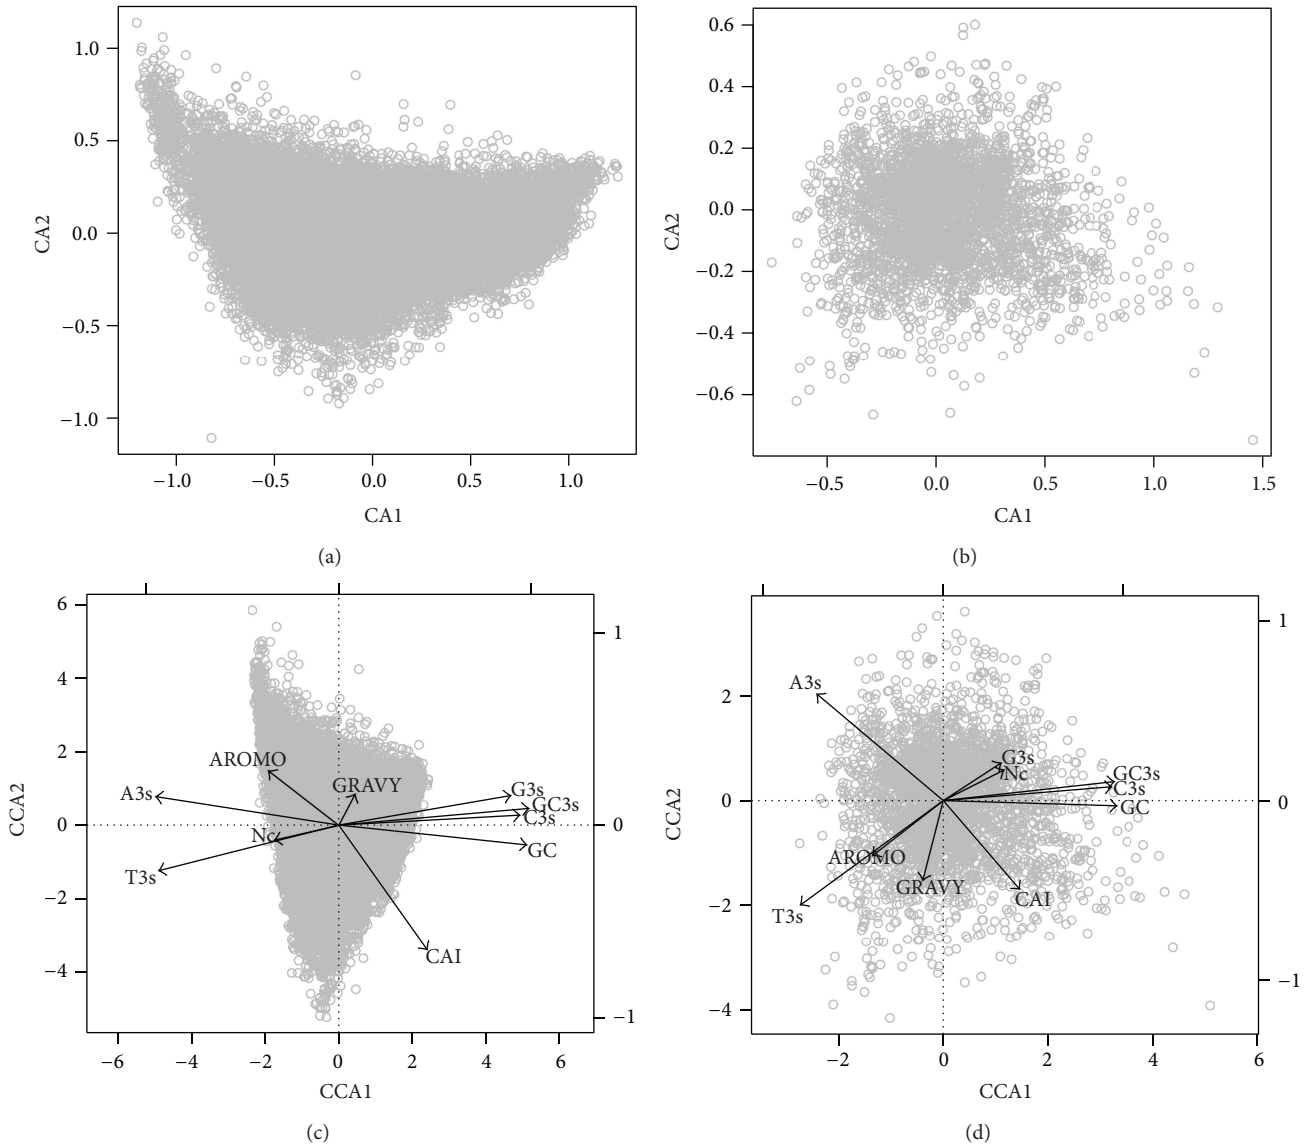 1.0
0.5
0.0
−0.5
−1.0
CA2
−1.0 −0.5 0.0 0.5 1.0
CA1
(a)
0.6
0.4
0.2
0.0
−0.2
−0.4
−0.6
CA2
−0.5 0.0 0.5 1.0 1.5
CA1
(b)
6
4
2
0
−2
−4
CCA2
1
0
−1
AROMO
GRAVY
A3s
G3s
GC3s
C3s
Nc
GC
T3s
CAI
−6 −4 −2 0 2 4 6
CCA1
(c)
2
0
−2
−4
CCA2
1
0
−1
A3s
G3s
Nc
GC3s
C3s
GC
AROMO
GRAVY
CAI
T3s
−2 0 2 4 6
CCA1
(d)